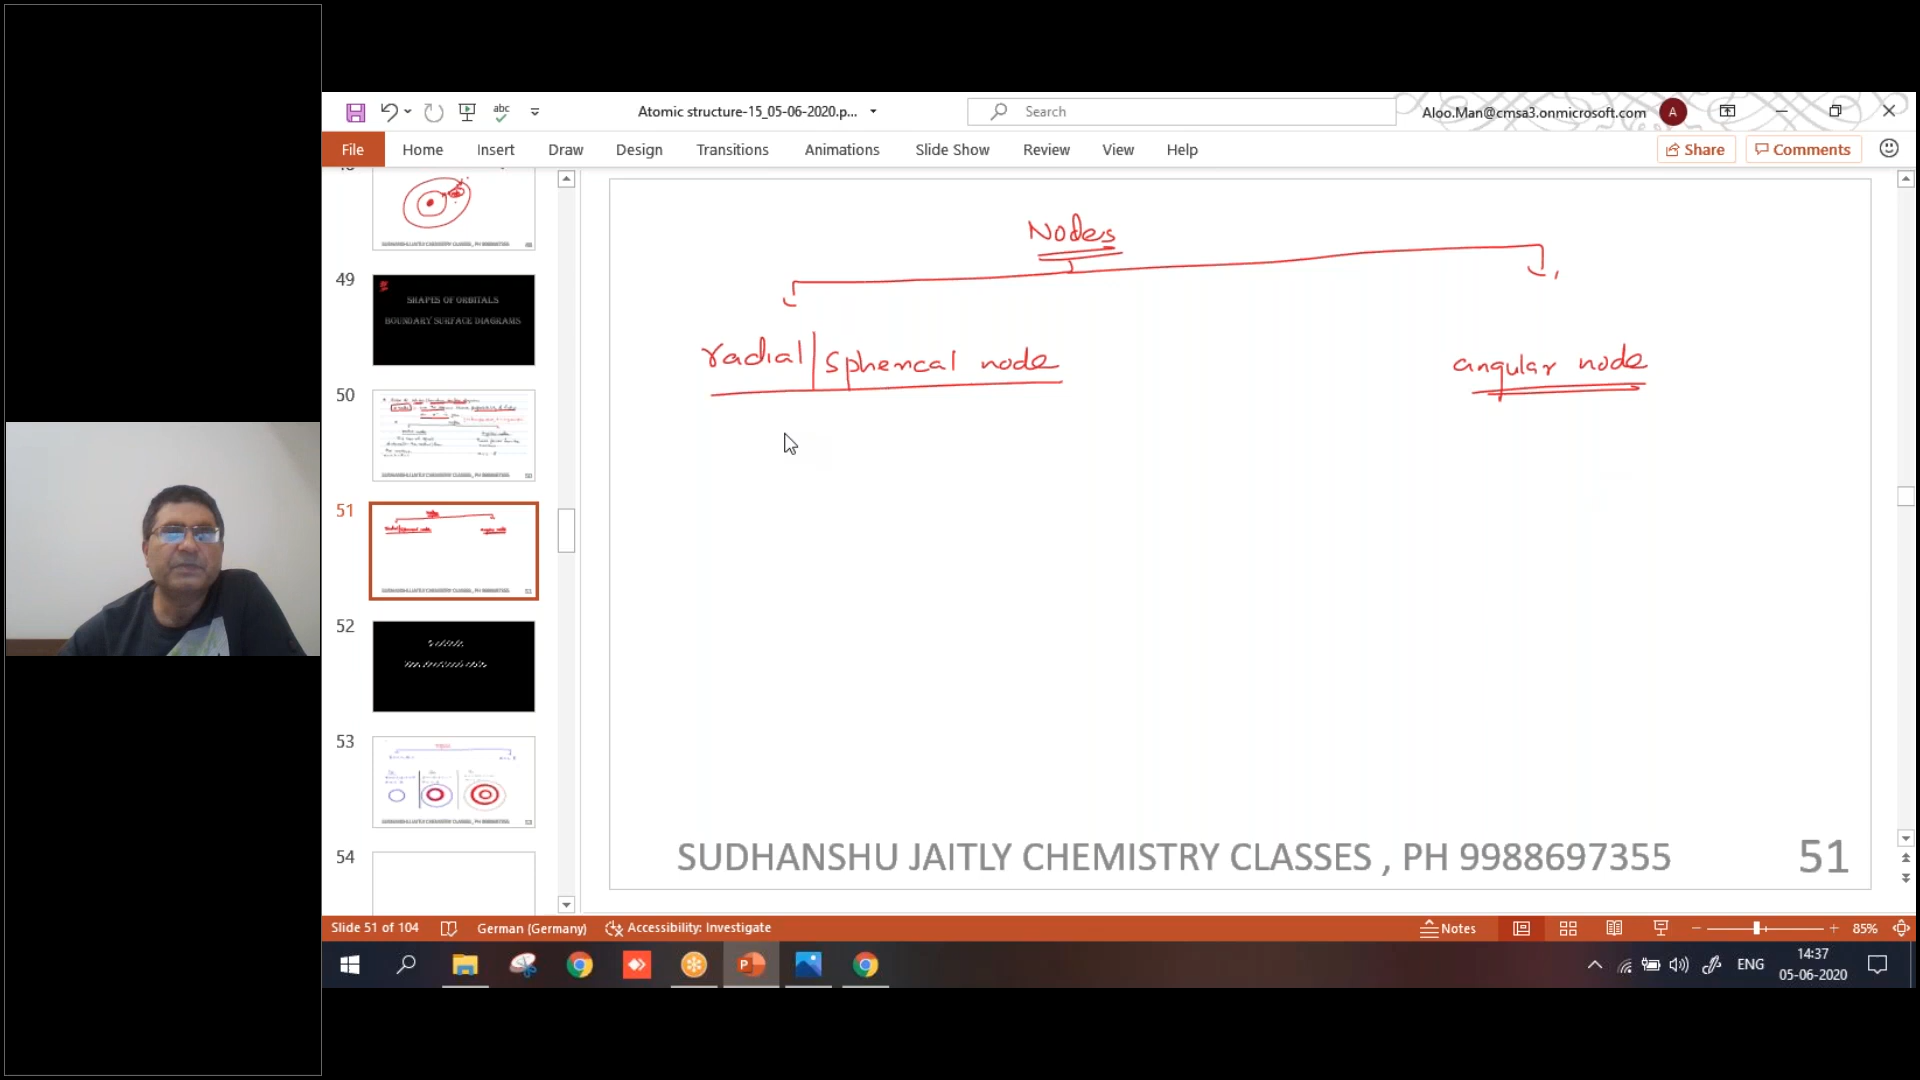 Atomic structure-15_05-06-2020.p...
Search
Aloo.Man@cmsa3.onmicrosoft.com
A
abc
File
Home
Insert
Draw
Design
Transitions
Animations
Slide Show
Review
View
Help
Share
Comments
49
SHAPES OF ORBITALS
BOUNDARY SURFACE DIAGRAMS
50
51
52
53
54
Nodes
radial|Spherical node
angular node
SUDHANSHU JAITLY CHEMISTRY CLASSES , PH 9988697355
51
Slide 51 of 104
German (Germany)
Accessibility: Investigate
Notes
85%
ENG
14:37
05-06-2020